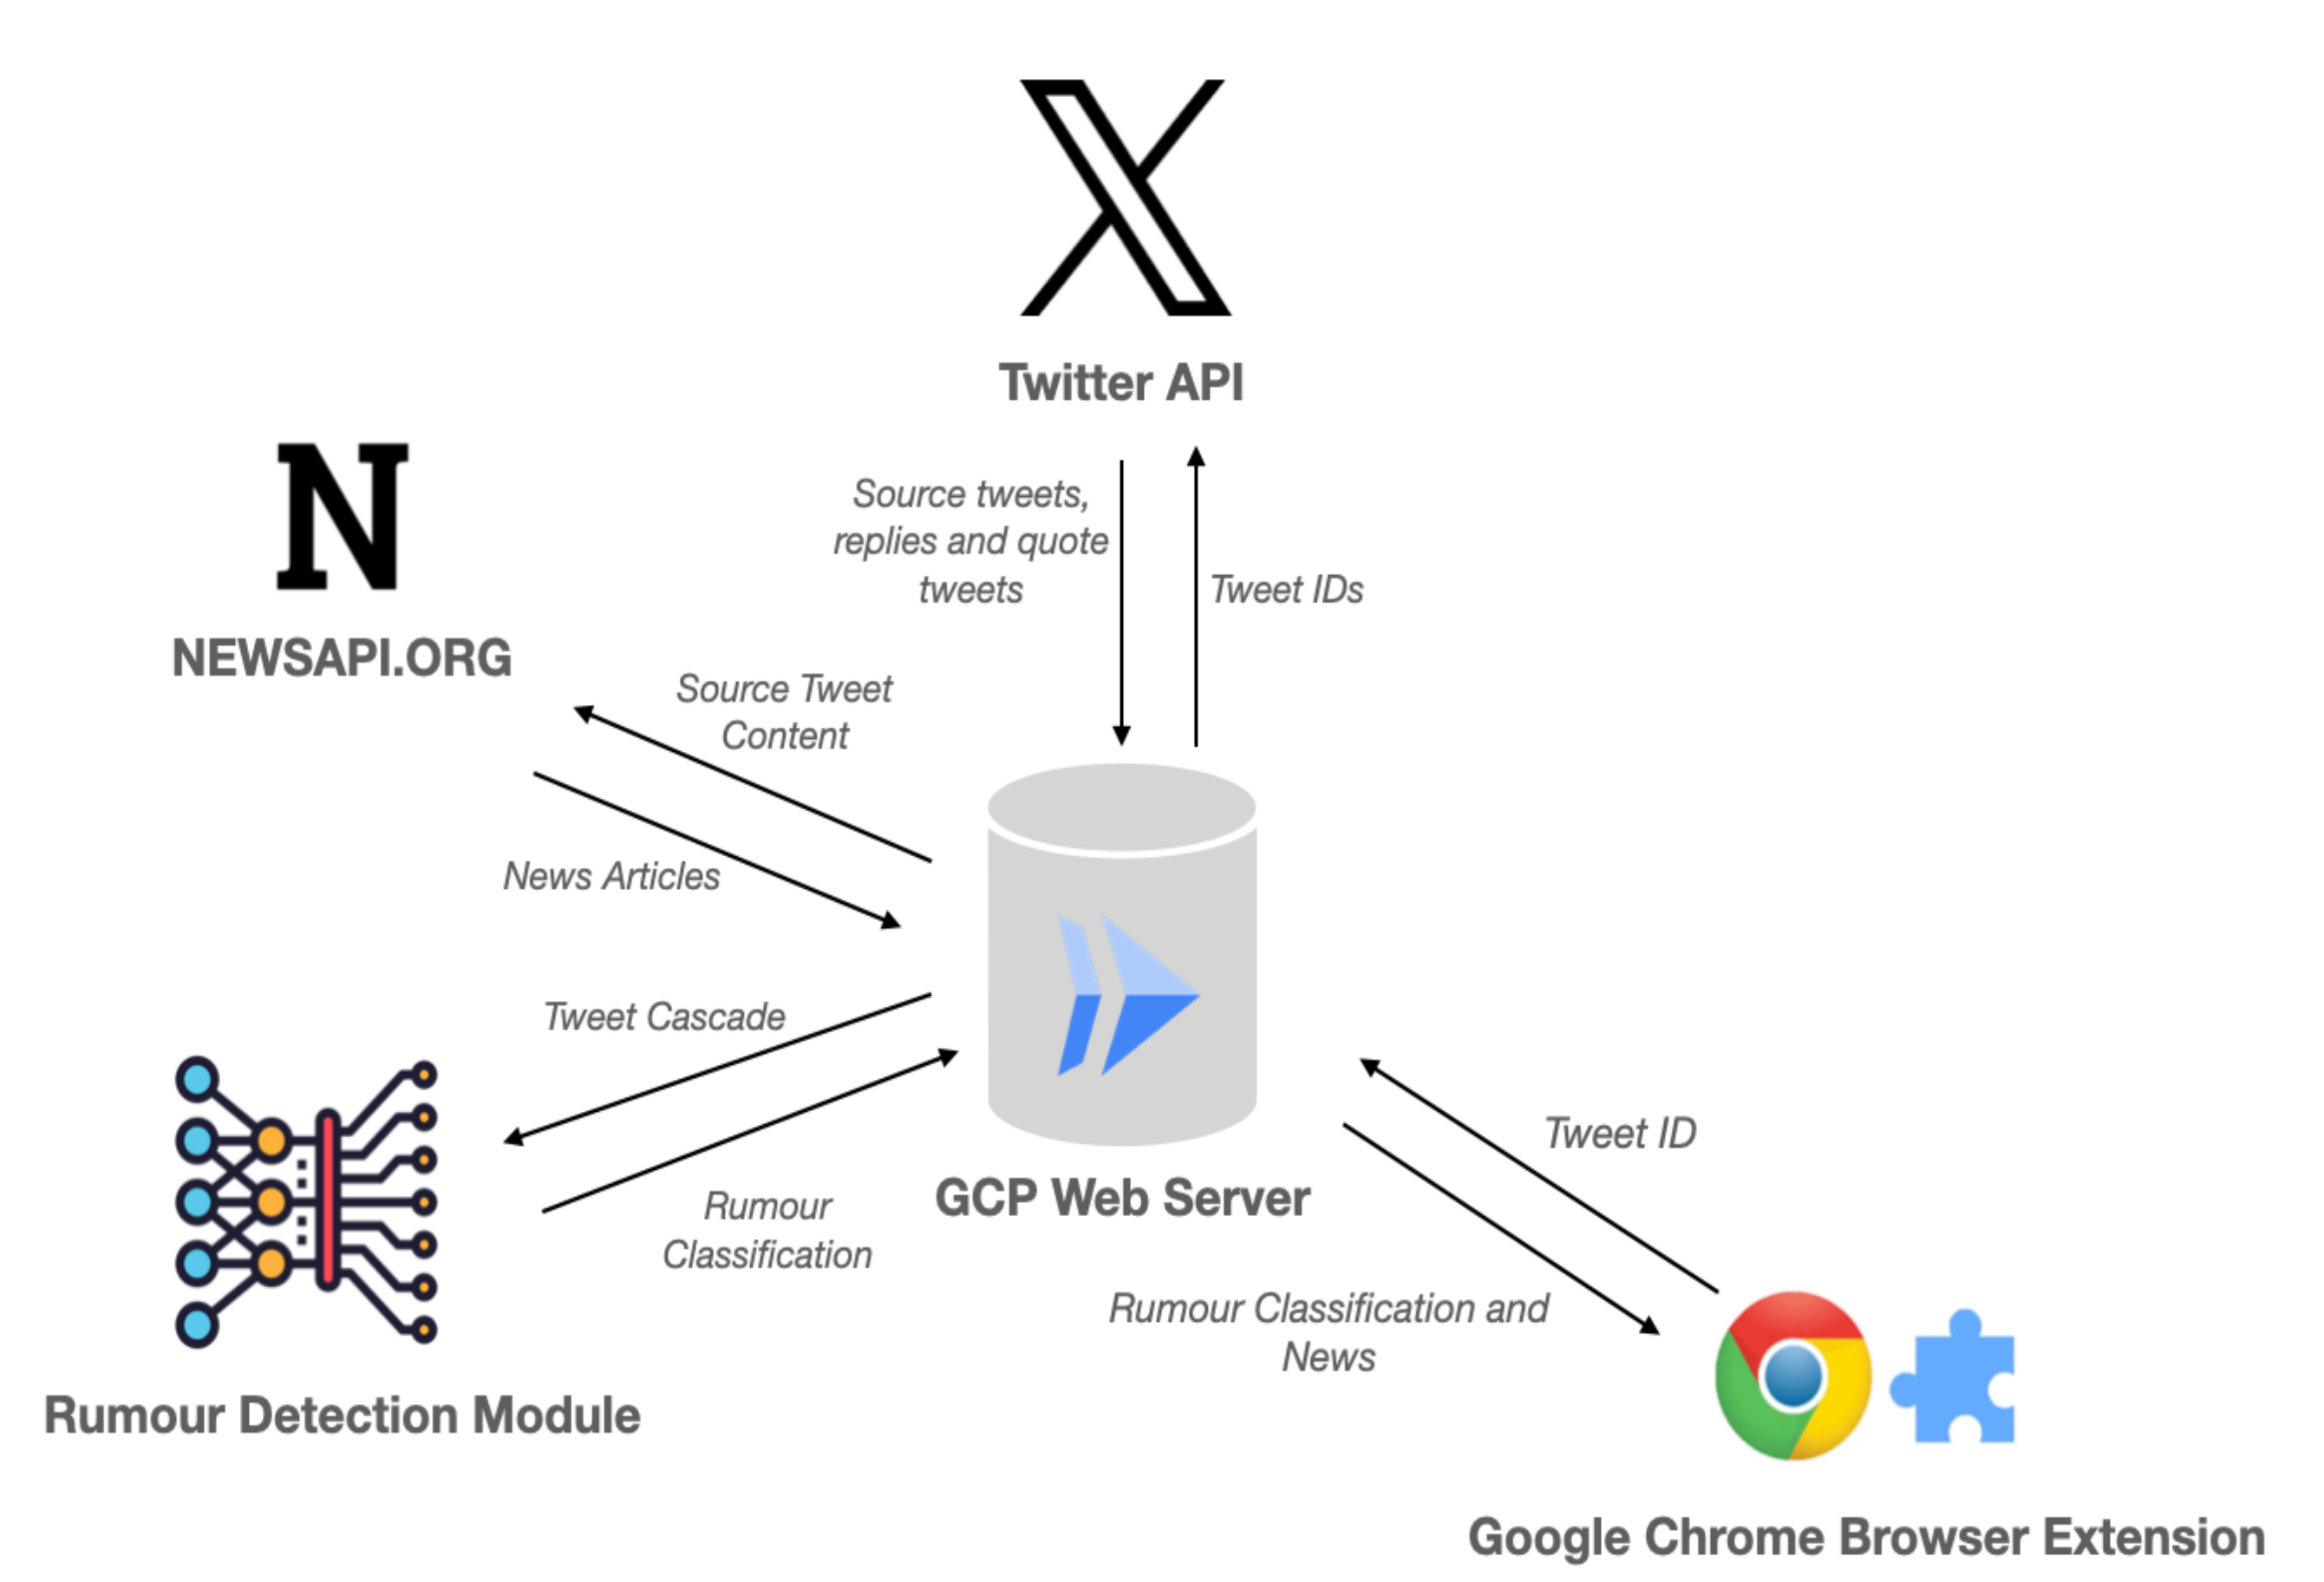 Twitter API
Source tweets,
replies and quote
tweets
Tweet IDs
N
NEWSAPI.ORG
Source Tweet
Content
News Articles
Tweet Cascade
Rumour
Classification
GCP Web Server
Tweet ID
Rumour Classification and
News
Rumour Detection Module
Google Chrome Browser Extension